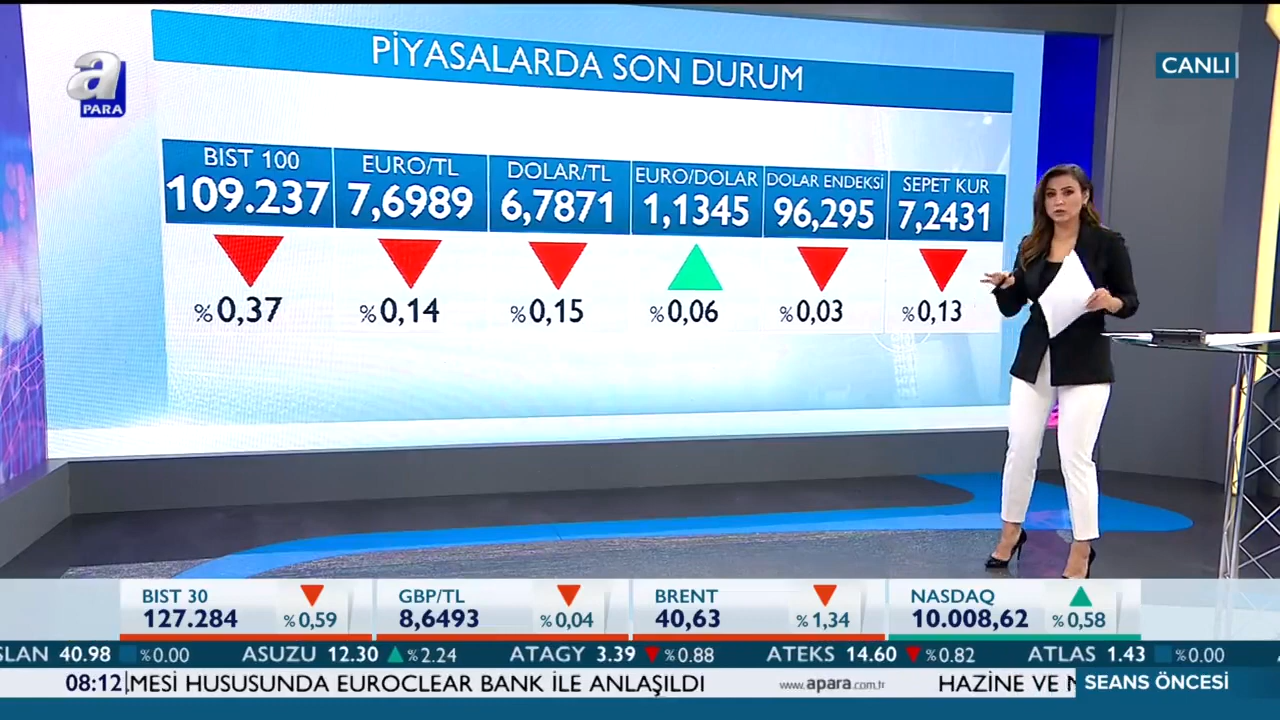 a
PARA
PİYASALARDA SON DURUM
CANLI
BIST 100
109.237
%0,37
EURO/TL
7,6989
%0,14
DOLAR/TL
6,7871
%0,15
EURO/DOLAR
1,1345
%0,06
DOLAR ENDEKSİ
96,295
%0,03
SEPET KUR
7,2431
%0,13
BIST 30
127.284
%0,59
GBP/TL
8,6493
%0,04
BRENT
40,63
%1,34
NASDAQ
10.008,62
%0,58
SLAN 40.98 %0.00 ASUZU 12.30 %2.24 ATAGY 3.39 %0.88 ATEKS 14.60 %0.82 ATLAS 1.43 %0.00
08:12 MESİ HUSUSUNDA EUROCLEAR BANK İLE ANLAŞILDI www.apara.com.tr HAZİNE VE SEANS ÖNCESİ